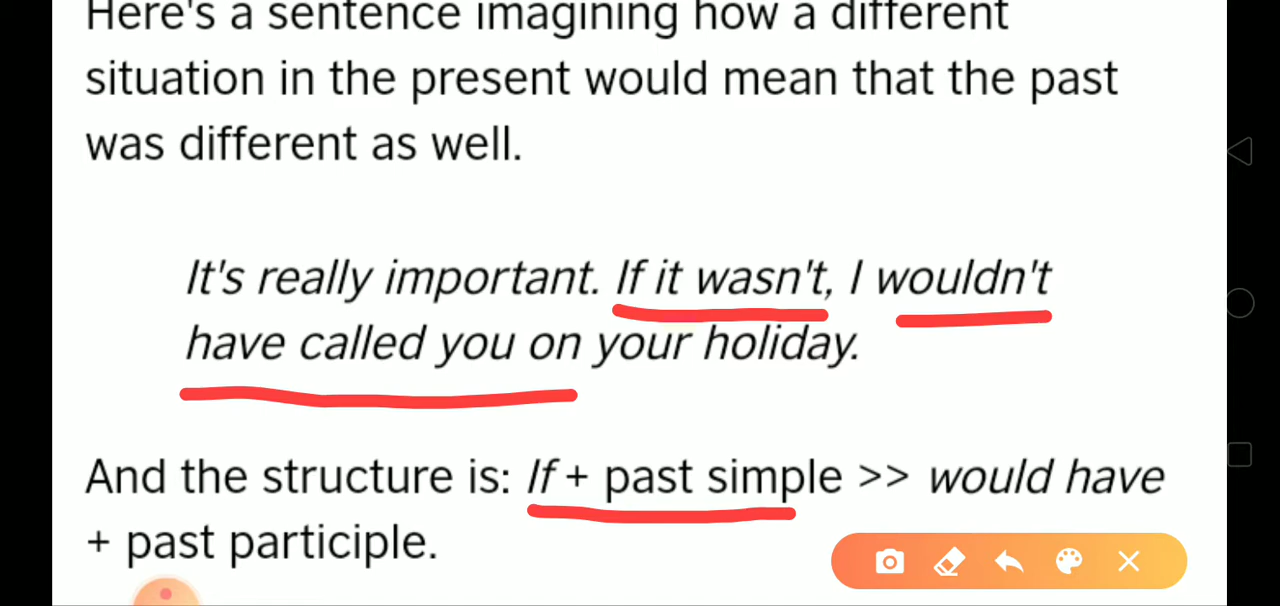 Here's a sentence imagining how a different
situation in the present would mean that the past
was different as well.
It's really important. If it wasn't, I wouldn't
have called you on your holiday.
And the structure is: If + past simple >> would have
+ past participle.